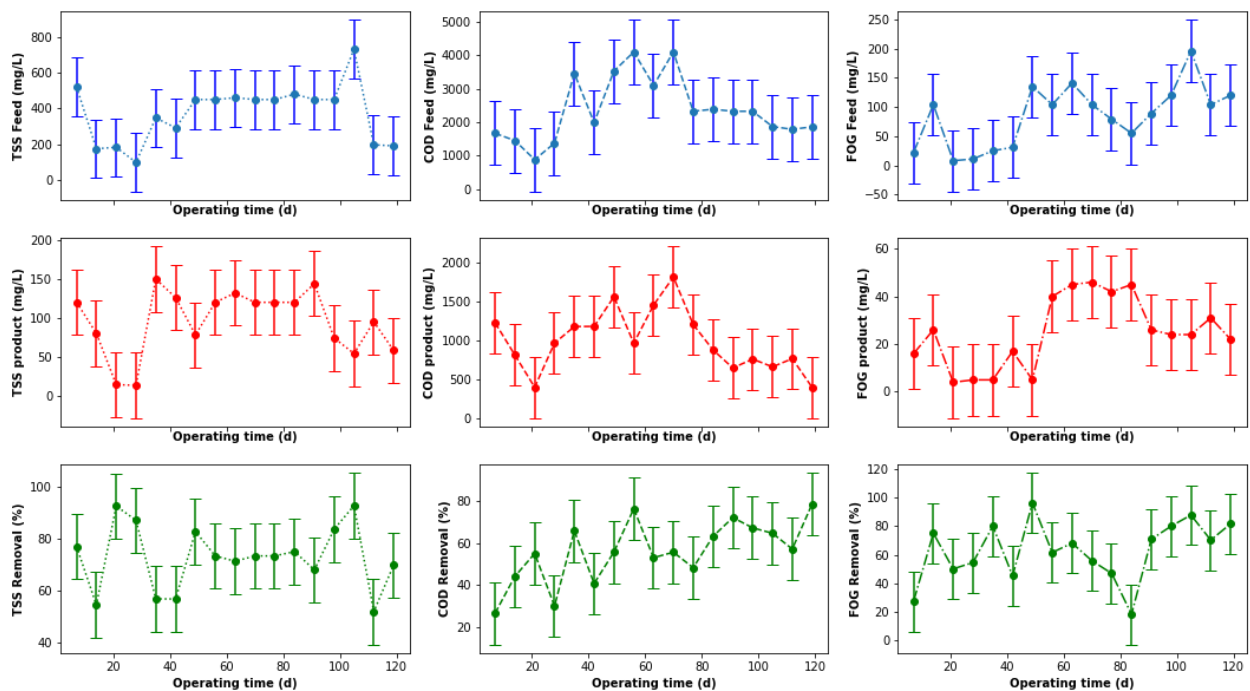 TSS Feed (mg/L)
800
600
400
200
0
Operating time (d)
COD Feed (mg/L)
5000
4000
3000
2000
1000
0
Operating time (d)
FOG Feed (mg/L)
250
200
150
100
50
0
−50
Operating time (d)
TSS product (mg/L)
200
150
100
50
0
Operating time (d)
COD product (mg/L)
2000
1500
1000
500
0
Operating time (d)
FOG product (mg/L)
60
40
20
0
Operating time (d)
TSS Removal (%)
100
80
60
40
20 40 60 80 100 120
Operating time (d)
COD Removal (%)
80
60
40
20
20 40 60 80 100 120
Operating time (d)
FOG Removal (%)
120
100
80
60
40
20
0
20 40 60 80 100 120
Operating time (d)